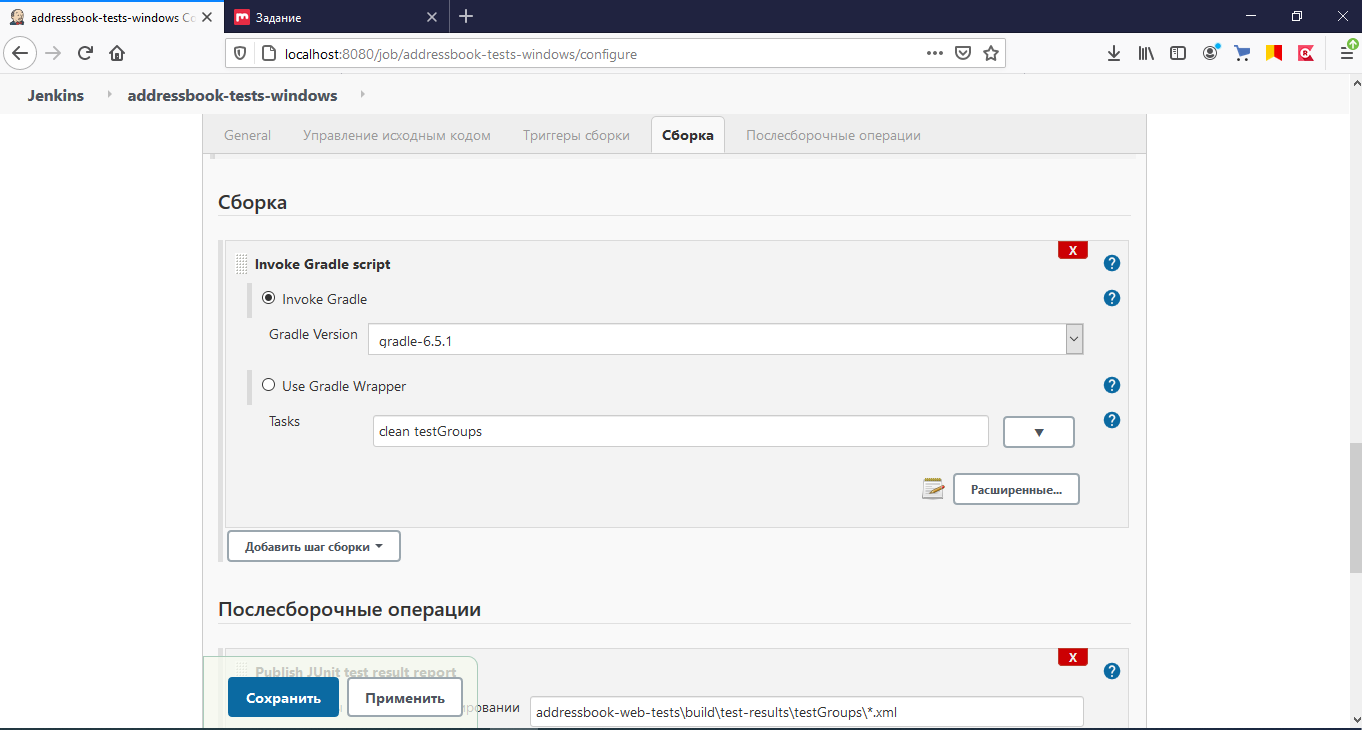 addressbook-tests-windows Co
Задание
localhost:8080/job/addressbook-tests-windows/configure
Jenkins
addressbook-tests-windows
General
Управление исходным кодом
Триггеры сборки
Сборка
Послесборочные операции
Сборка
X
Invoke Gradle script
Invoke Gradle
Gradle Version
gradle-6.5.1
Use Gradle Wrapper
Tasks
clean testGroups
Расширенные...
Добавить шаг сборки
Послесборочные операции
X
Publish JUnit test result report
Сохранить
Применить
ировании
addressbook-web-tests\build\test-results\testGroups\*.xml